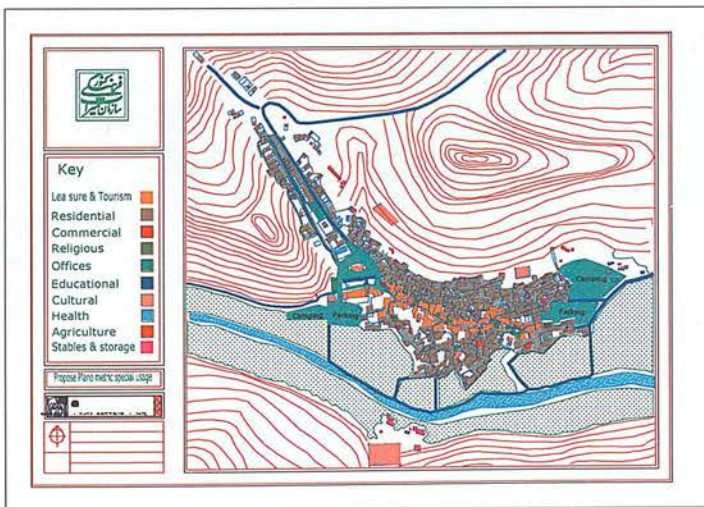 Key
Lea sure & Tourism
Residential
Commercial
Religious
Offices
Educational
Cultural
Health
Agriculture
Stables & storage
Propose Plano metric special usage
Camping
Parking
Camping
Parking